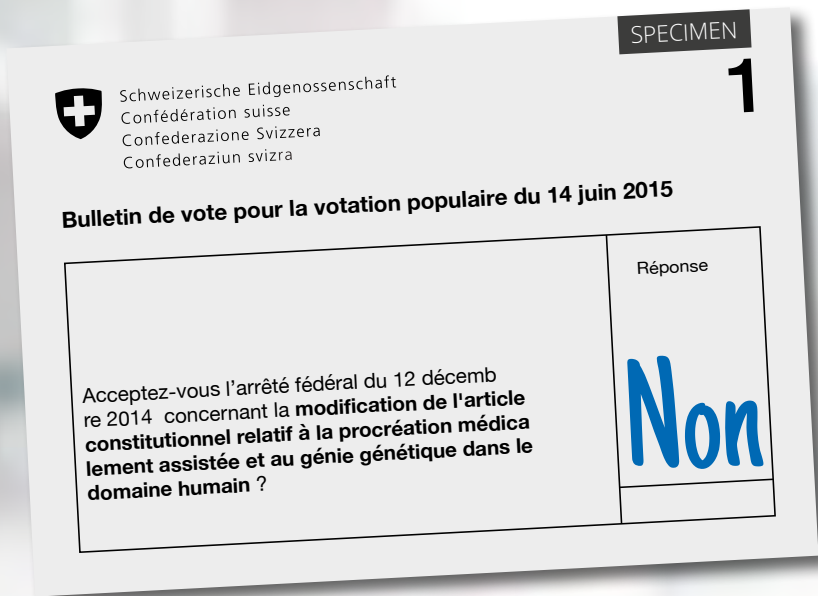 SPECIMEN
1
Schweizerische Eidgenossenschaft
Confédération suisse
Confederazione Svizzera
Confederaziun svizra
Bulletin de vote pour la votation populaire du 14 juin 2015
Réponse
Acceptez-vous l'arrêté fédéral du 12 décemb
re 2014 concernant la modification de l'article
constitutionnel relatif à la procréation médica
lement assistée et au génie génétique dans le
domaine humain ?
Non